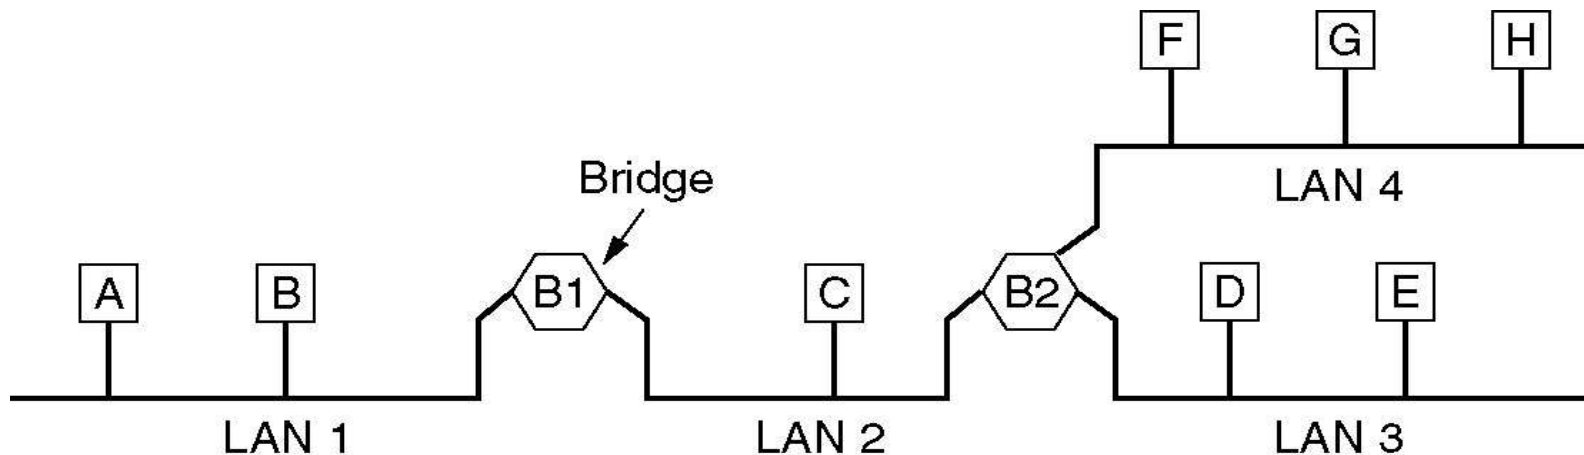 F G H
LAN 4
Bridge
A B B1 C B2 D E
LAN 1 LAN 2 LAN 3